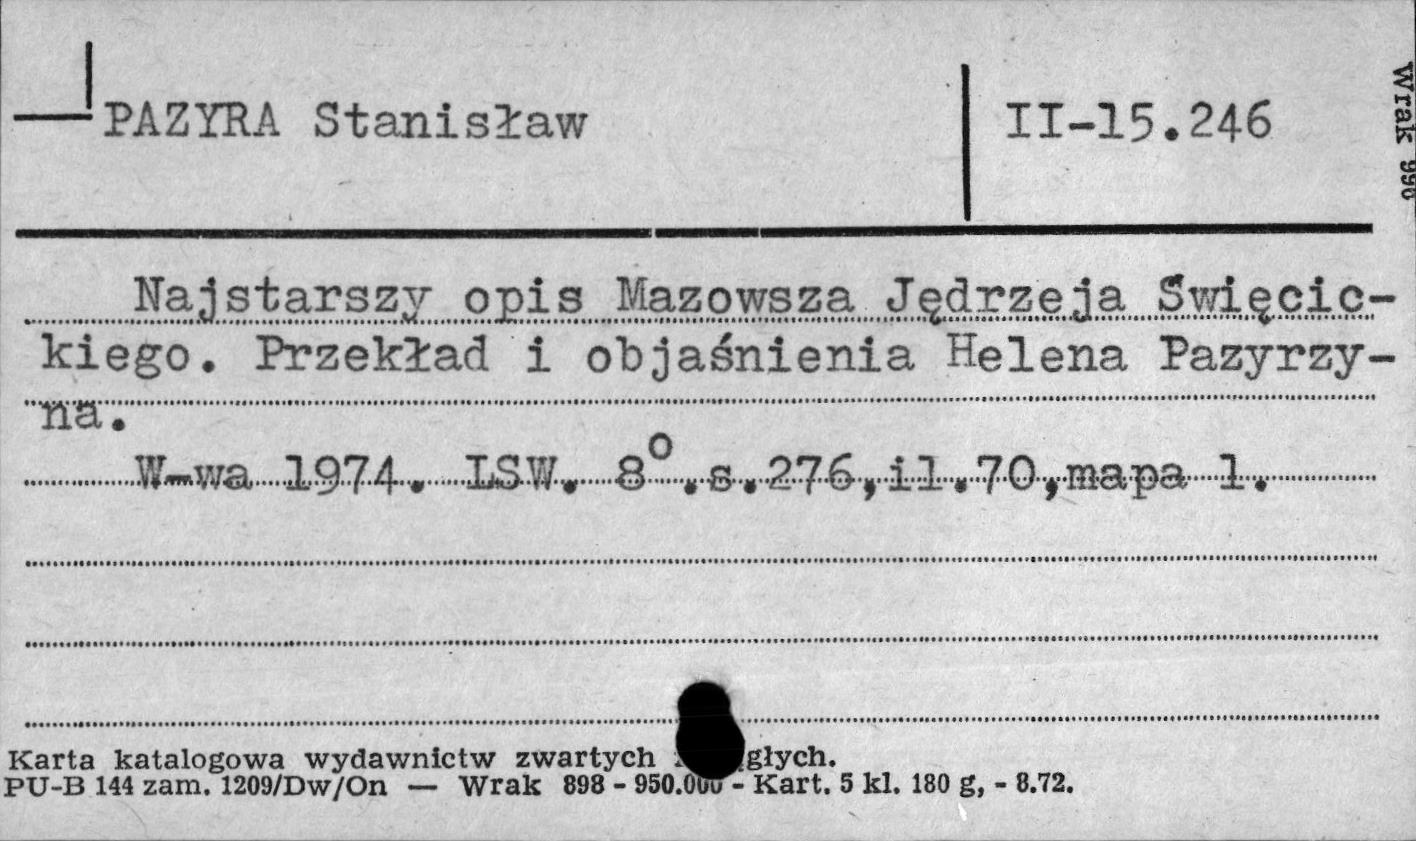 PAZYRA Stanisław
II-15.246
Wrak 990
Najstarszy opis Mazowsza Jędrzeja Święcic-
kiego. Przekład i objaśnienia Helena Pazyrzy-
na.
W-wa 1974. LSW. 8°.s.276,il.70,mapa 1.
Karta katalogowa wydawnictw zwartych głych.
PU-B 144 zam. 1209/Dw/On — Wrak 898 - 950.000 - Kart. 5 kl. 180 g, - 8.72.